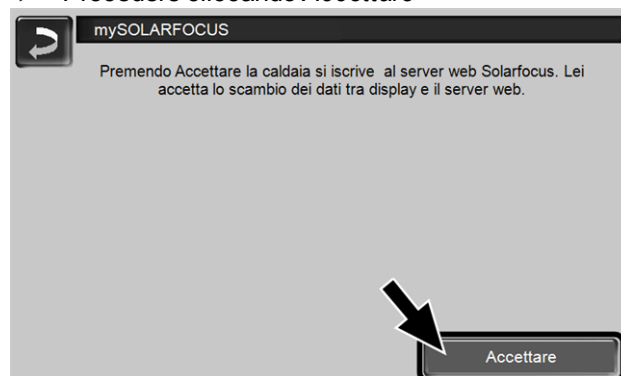 Procedere cliccando Accettare
mySOLARFOCUS
Premendo Accettare la caldaia si iscrive al server web Solarfocus. Lei
accetta lo scambio dei dati tra display e il server web.
Accettare